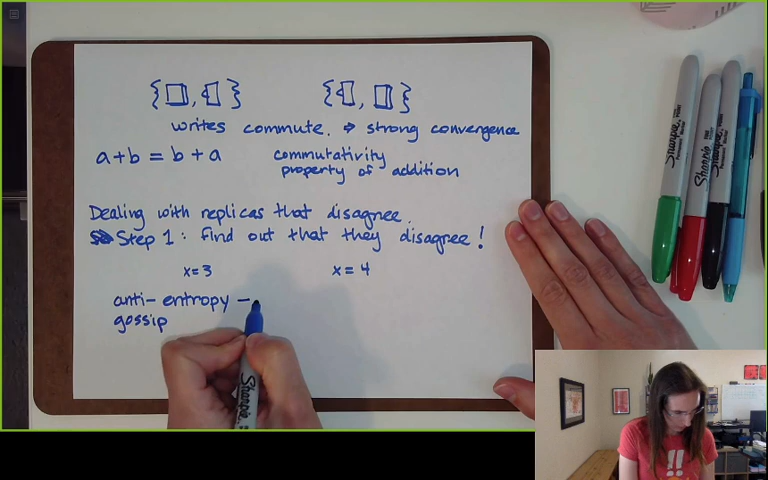 {□, □} {□, □}
writes commute. → strong convergence
a+b = b+a
commutativity
property of addition
Dealing with replicas that disagree.
Step 1: find out that they disagree!
x=3 x=4
anti-entropy -
gossip
Sharpie
Sharpie
Sharpie
Sharpie